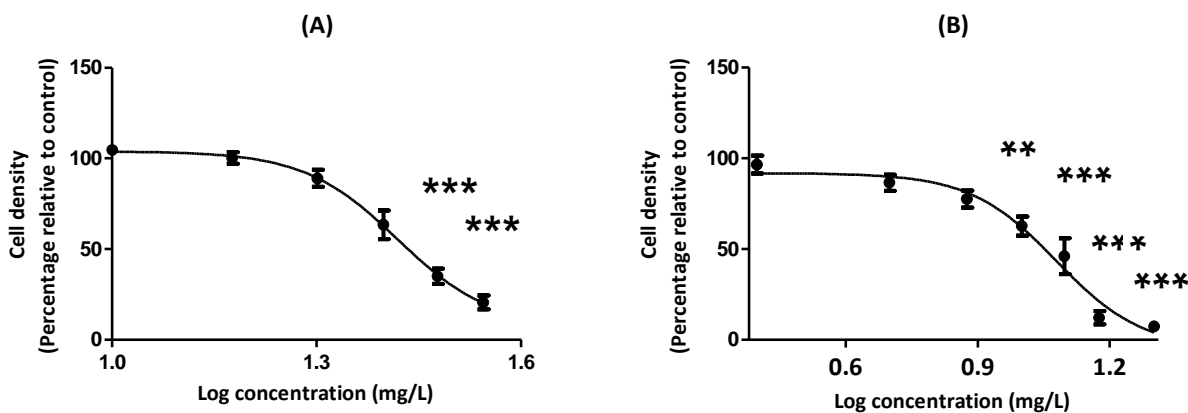 (A)
Cell density
(Percentage relative to control)
150
100
50
0
1.0
1.3
1.6
Log concentration (mg/L)
***
***
(B)
Cell density
(Percentage relative to control)
150
100
50
0
0.6
0.9
1.2
Log concentration (mg/L)
**
***
***
***